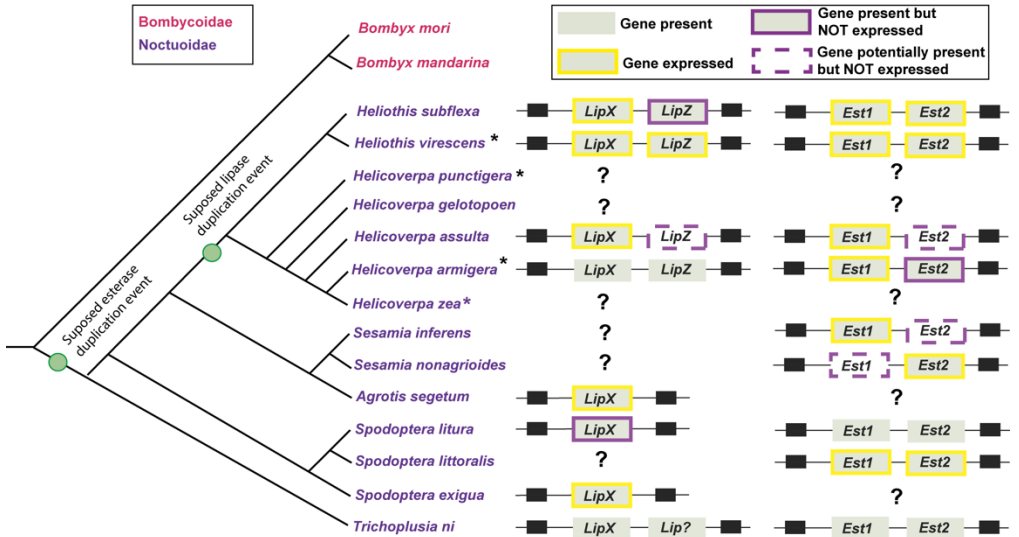 Bombycoidae
Noctuoidae
Gene present
Gene present but
NOT expressed
Gene expressed
Gene potentially present
but NOT expressed
Suposed esterase
duplication event
Suposed lipase
duplication event
Bombyx mori
Bombyx mandarina
Heliothis subflexa LipX LipZ Est1 Est2
Heliothis virescens * LipX LipZ Est1 Est2
Helicoverpa punctigera * ? ?
Helicoverpa gelotopoen ? ?
Helicoverpa assulta LipX LipZ Est1 Est2
Helicoverpa armigera * LipX LipZ Est1 Est2
Helicoverpa zea * ? ?
Sesamia inferens ? Est1 Est2
Sesamia nonagrioides ? Est1 Est2
Agrotis segetum LipX ?
Spodoptera litura LipX Est1 Est2
Spodoptera littoralis ? Est1 Est2
Spodoptera exigua LipX ?
Trichoplusia ni LipX Lip? Est1 Est2